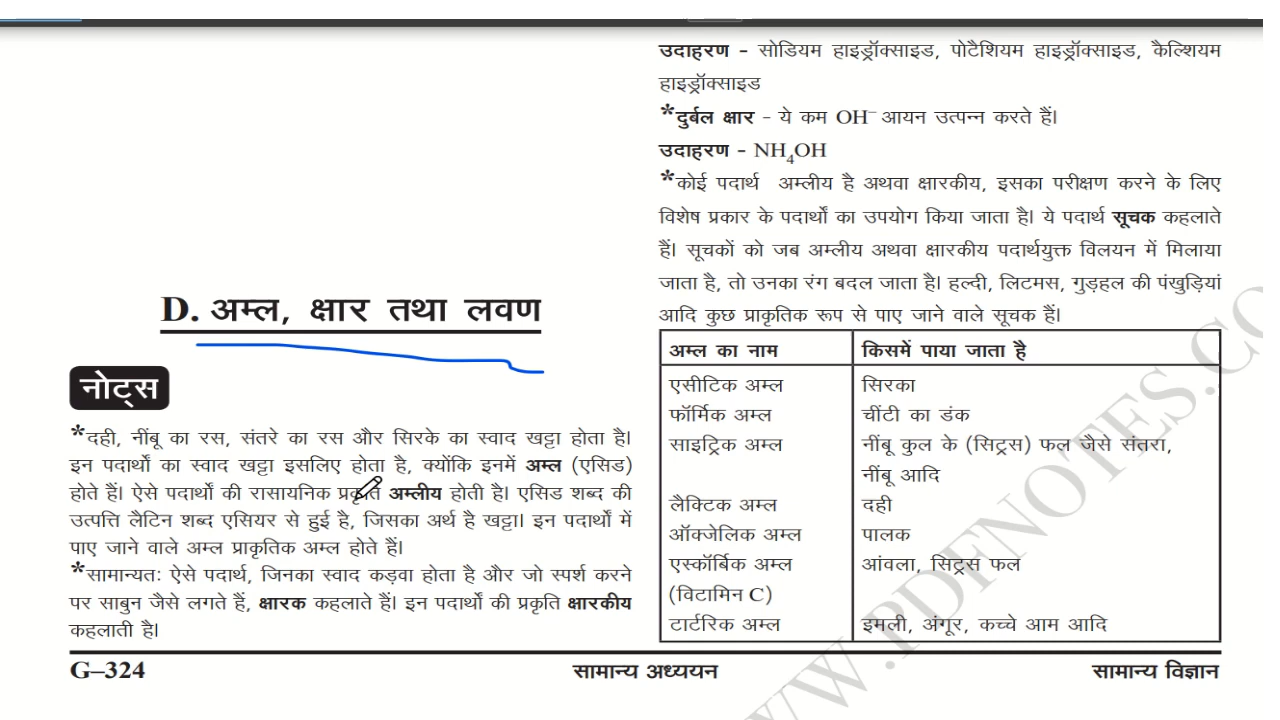 D. अम्ल, क्षार तथा लवण
नोट्स
*दही, नींबू का रस, संतरे का रस और सिरके का स्वाद खट्टा होता है।
इन पदार्थों का स्वाद खट्टा इसलिए होता है, क्योंकि इनमें अम्ल (एसिड)
होते हैं। ऐसे पदार्थों की रासायनिक प्रकृति अम्लीय होती है। एसिड शब्द की
उत्पत्ति लैटिन शब्द एसियर से हुई है, जिसका अर्थ है खट्टा। इन पदार्थों में
पाए जाने वाले अम्ल प्राकृतिक अम्ल होते हैं।
*सामान्यतः ऐसे पदार्थ, जिनका स्वाद कड़वा होता है और जो स्पर्श करने
पर साबुन जैसे लगते हैं, क्षारक कहलाते हैं। इन पदार्थों की प्रकृति क्षारकीय
कहलाती है।
उदाहरण - सोडियम हाइड्रॉक्साइड, पोटैशियम हाइड्रॉक्साइड, कैल्शियम
हाइड्रॉक्साइड
*दुर्बल क्षार - ये कम OH⁻ आयन उत्पन्न करते हैं।
उदाहरण - NH₄OH
*कोई पदार्थ अम्लीय है अथवा क्षारकीय, इसका परीक्षण करने के लिए
विशेष प्रकार के पदार्थों का उपयोग किया जाता है। ये पदार्थ सूचक कहलाते
हैं। सूचकों को जब अम्लीय अथवा क्षारकीय पदार्थयुक्त विलयन में मिलाया
जाता है, तो उनका रंग बदल जाता है। हल्दी, लिटमस, गुड़हल की पंखुड़ियां
आदि कुछ प्राकृतिक रूप से पाए जाने वाले सूचक हैं।
अम्ल का नाम किसमें पाया जाता है
एसीटिक अम्ल सिरका
फॉर्मिक अम्ल चींटी का डंक
साइट्रिक अम्ल नींबू कुल के (सिट्रस) फल जैसे संतरा,
नींबू आदि
लैक्टिक अम्ल दही
ऑक्जेलिक अम्ल पालक
एस्कॉर्बिक अम्ल आंवला, सिट्रस फल
(विटामिन C)
टार्टरिक अम्ल इमली, अंगूर, कच्चे आम आदि
G–324 सामान्य अध्ययन सामान्य विज्ञान